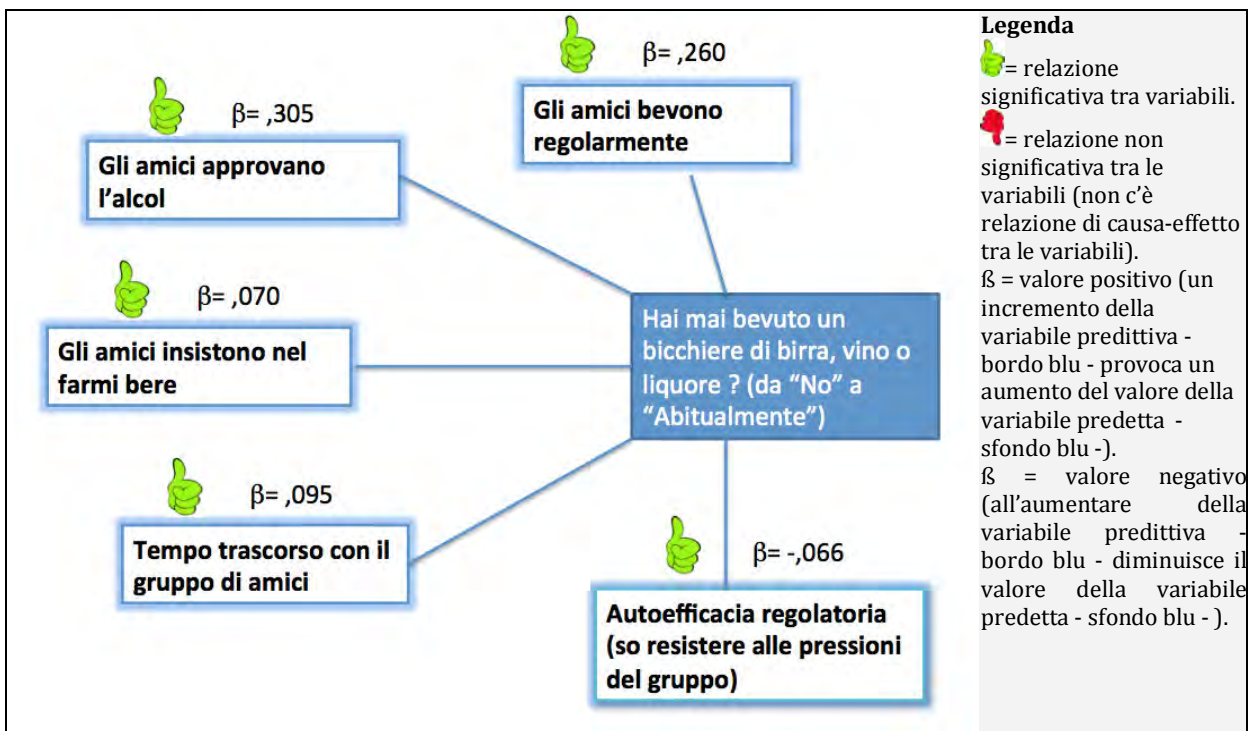 β= ,260
Gli amici bevono
regolarmente
β= ,305
Gli amici approvano
l'alcol
β= ,070
Gli amici insistono nel
farmi bere
Hai mai bevuto un
bicchiere di birra, vino o
liquore ? (da “No” a
“Abitualmente”)
β= ,095
Tempo trascorso con il
gruppo di amici
β= -,066
Autoefficacia regolatoria
(so resistere alle pressioni
del gruppo)
Legenda
= relazione
significativa tra variabili.
= relazione non
significativa tra le
variabili (non c’è
relazione di causa-effetto
tra le variabili).
ß = valore positivo (un
incremento della
variabile predittiva -
bordo blu - provoca un
aumento del valore della
variabile predetta -
sfondo blu -).
ß = valore negativo
(all’aumentare della
variabile predittiva -
bordo blu - diminuisce il
valore della variabile
predetta - sfondo blu - ).